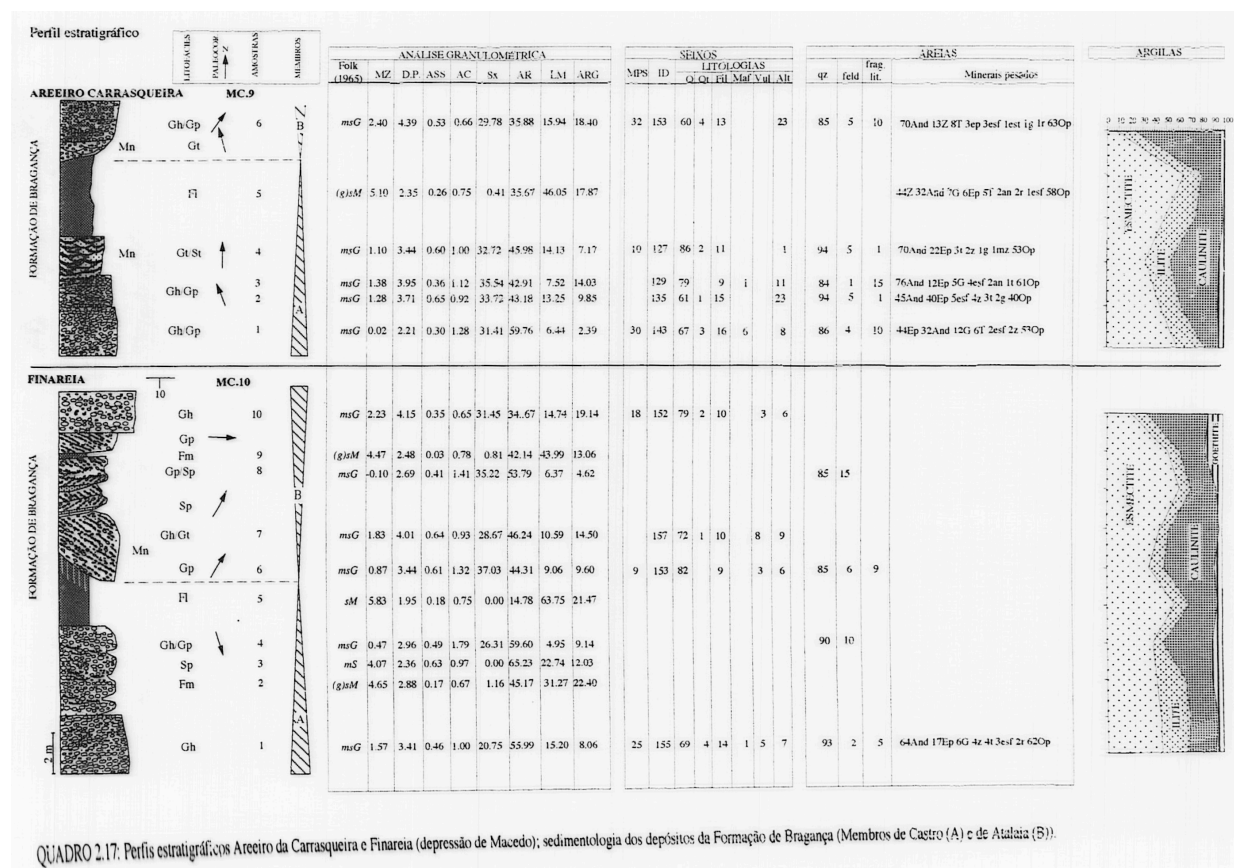 Perfil estratigráfico
LITOFACIES PALEOCOR Z AMOSTRAS MEMBROS
ANÁLISE GRANULOMÉTRICA SEIXOS AREIAS ARGILAS
Folk (1965) MZ D.P. ASS AC Sx AR LM ARG MPS ID LITOLOGIAS Q Qt Fil Maf Vul Alt qz feld frag. lit. Minerais pesados
AREEIRO CARRASQUEIRA MC.9
FORMAÇÃO DE BRAGANÇA
0 10 20 30 40 50 60 70 80 90 100
Gh/Gp 6 B msG 2.40 4.39 0.53 0.66 29.78 35.88 15.94 18.40 32 153 60 4 13 23 85 5 10 70And 13Z 8T 3ep 3esf 1est 1g 1r 63Op
Mn Gt
Fl 5 (g)sM 5.10 2.35 0.26 0.75 0.41 35.67 46.05 17.87 44Z 32And 7G 6Ep 5T 2an 2r 1esf 58Op
Mn Gt/St 4 msG 1.10 3.44 0.60 1.00 32.72 45.98 14.13 7.17 10 127 86 2 11 1 94 5 1 70And 22Ep 3t 2z 1g 1mz 53Op
Gh/Gp 3 msG 1.38 3.95 0.36 1.12 35.54 42.91 7.52 14.03 129 79 9 1 11 84 1 15 76And 12Ep 5G 4esf 2an 1t 61Op
2 msG 1.28 3.71 0.65 0.92 33.72 43.18 13.25 9.85 135 61 1 15 23 94 5 1 45And 40Ep 5esf 4z 3t 2g 40Op
A
Gh/Gp 1 msG 0.02 2.21 0.30 1.28 31.41 59.76 6.44 2.39 30 143 67 3 16 6 8 86 4 10 44Ep 32And 12G 6T 2esf 2z 53Op
ESMECTITE ILITE CAULINITE
FINAREIA 10 MC.10
FORMAÇÃO DE BRAGANÇA
Gh 10 msG 2.23 4.15 0.35 0.65 31.45 34..67 14.74 19.14 18 152 79 2 10 3 6
Gp
Fm 9 (g)sM 4.47 2.48 0.03 0.78 0.81 42.14 43.99 13.06
Gp/Sp 8 msG -0.10 2.69 0.41 1.41 35.22 53.79 6.37 4.62 85 15
B
Sp
Gh/Gt 7 msG 1.83 4.01 0.64 0.93 28.67 46.24 10.59 14.50 157 72 1 10 8 9
Mn
Gp 6 msG 0.87 3.44 0.61 1.32 37.03 44.31 9.06 9.60 9 153 82 9 3 6 85 6 9
Fl 5 sM 5.83 1.95 0.18 0.75 0.00 14.78 63.75 21.47
Gh/Gp 4 msG 0.47 2.96 0.49 1.79 26.31 59.60 4.95 9.14 90 10
Sp 3 mS 4.07 2.36 0.63 0.97 0.00 65.23 22.74 12.03
Fm 2 (g)sM 4.65 2.88 0.17 0.67 1.16 45.17 31.27 22.40
A
Gh 1 msG 1.57 3.41 0.46 1.00 20.75 55.99 15.20 8.06 25 155 69 4 14 1 5 7 93 2 5 64And 17Ep 6G 4z 4t 3esf 2r 62Op
2 m
ESMECTITE ILITE CAULINITE GOETHITE
QUADRO 2.17: Perfis estratigráficos Areeiro da Carrasqueira e Finareia (depressão de Macedo); sedimentologia dos depósitos da Formação de Bragança (Membros de Castro (A) e de Atalaia (B)).